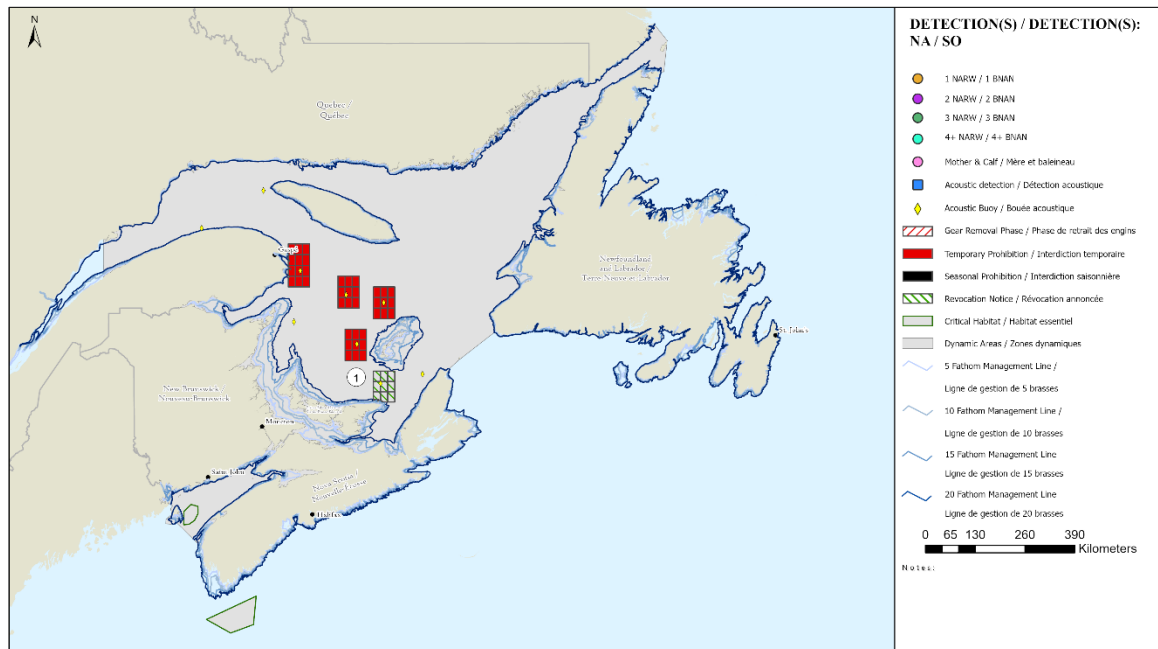 N
Québec /
Québec
Gaspé
Newfoundland
and Labrador /
Terre-Neuve-et-Labrador
St. Johns
1
New Brunswick /
Nouveau-Brunswick
Moncton
Saint John
Nova Scotia /
Nouvelle-Écosse
Halifax
DETECTION(S) / DETECTION(S):
NA / SO
1 NARW / 1 BNAN
2 NARW / 2 BNAN
3 NARW / 3 BNAN
4+ NARW / 4+ BNAN
Mother & Calf / Mère et baleineau
Acoustic detection / Détection acoustique
Acoustic Buoy / Bouée acoustique
Gear Removal Phase / Phase de retrait des engins
Temporary Prohibition / Interdiction temporaire
Seasonal Prohibition / Interdiction saisonnière
Revocation Notice / Révocation annoncée
Critical Habitat / Habitat essentiel
Dynamic Areas / Zones dynamiques
5 Fathom Management Line /
Ligne de gestion de 5 brasses
10 Fathom Management Line /
Ligne de gestion de 10 brasses
15 Fathom Management Line
Ligne de gestion de 15 brasses
20 Fathom Management Line
Ligne de gestion de 20 brasses
0 65 130 260 390
Kilometers
Notes: